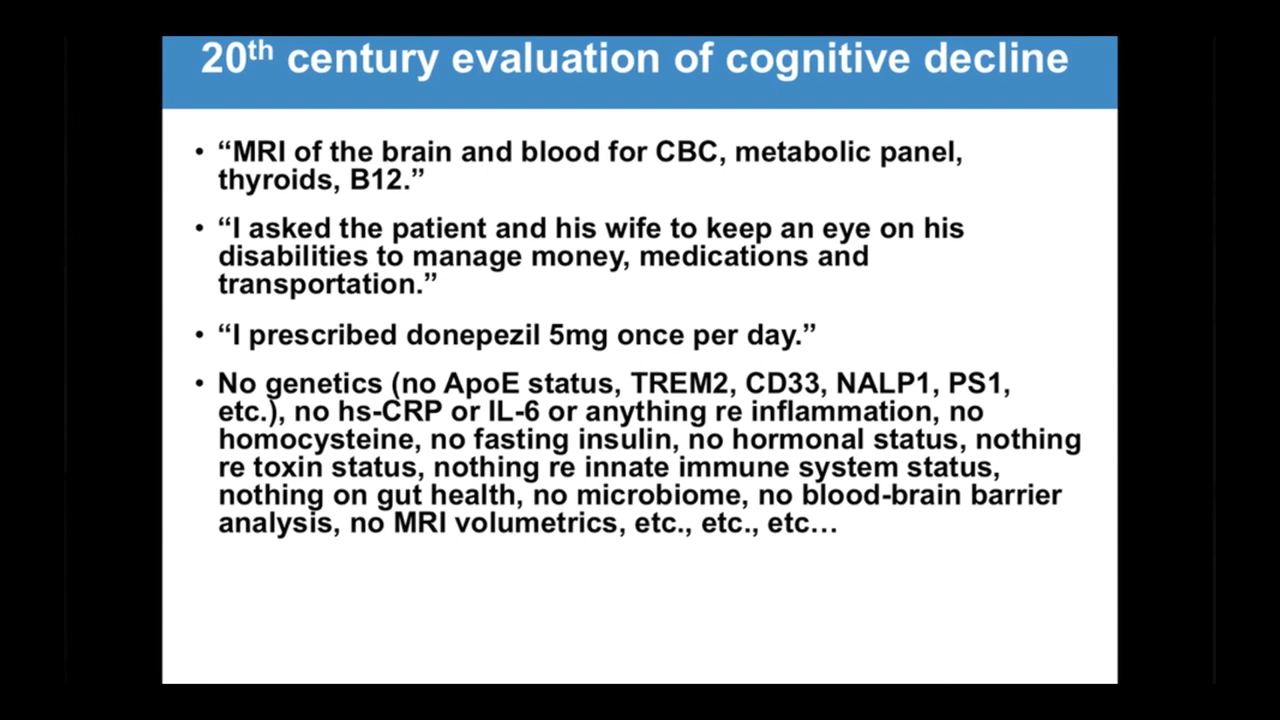 20th century evaluation of cognitive decline
• “MRI of the brain and blood for CBC, metabolic panel,
thyroids, B12.”
• “I asked the patient and his wife to keep an eye on his
disabilities to manage money, medications and
transportation.”
• “I prescribed donepezil 5mg once per day.”
• No genetics (no ApoE status, TREM2, CD33, NALP1, PS1,
etc.), no hs-CRP or IL-6 or anything re inflammation, no
homocysteine, no fasting insulin, no hormonal status, nothing
re toxin status, nothing re innate immune system status,
nothing on gut health, no microbiome, no blood-brain barrier
analysis, no MRI volumetrics, etc., etc., etc…